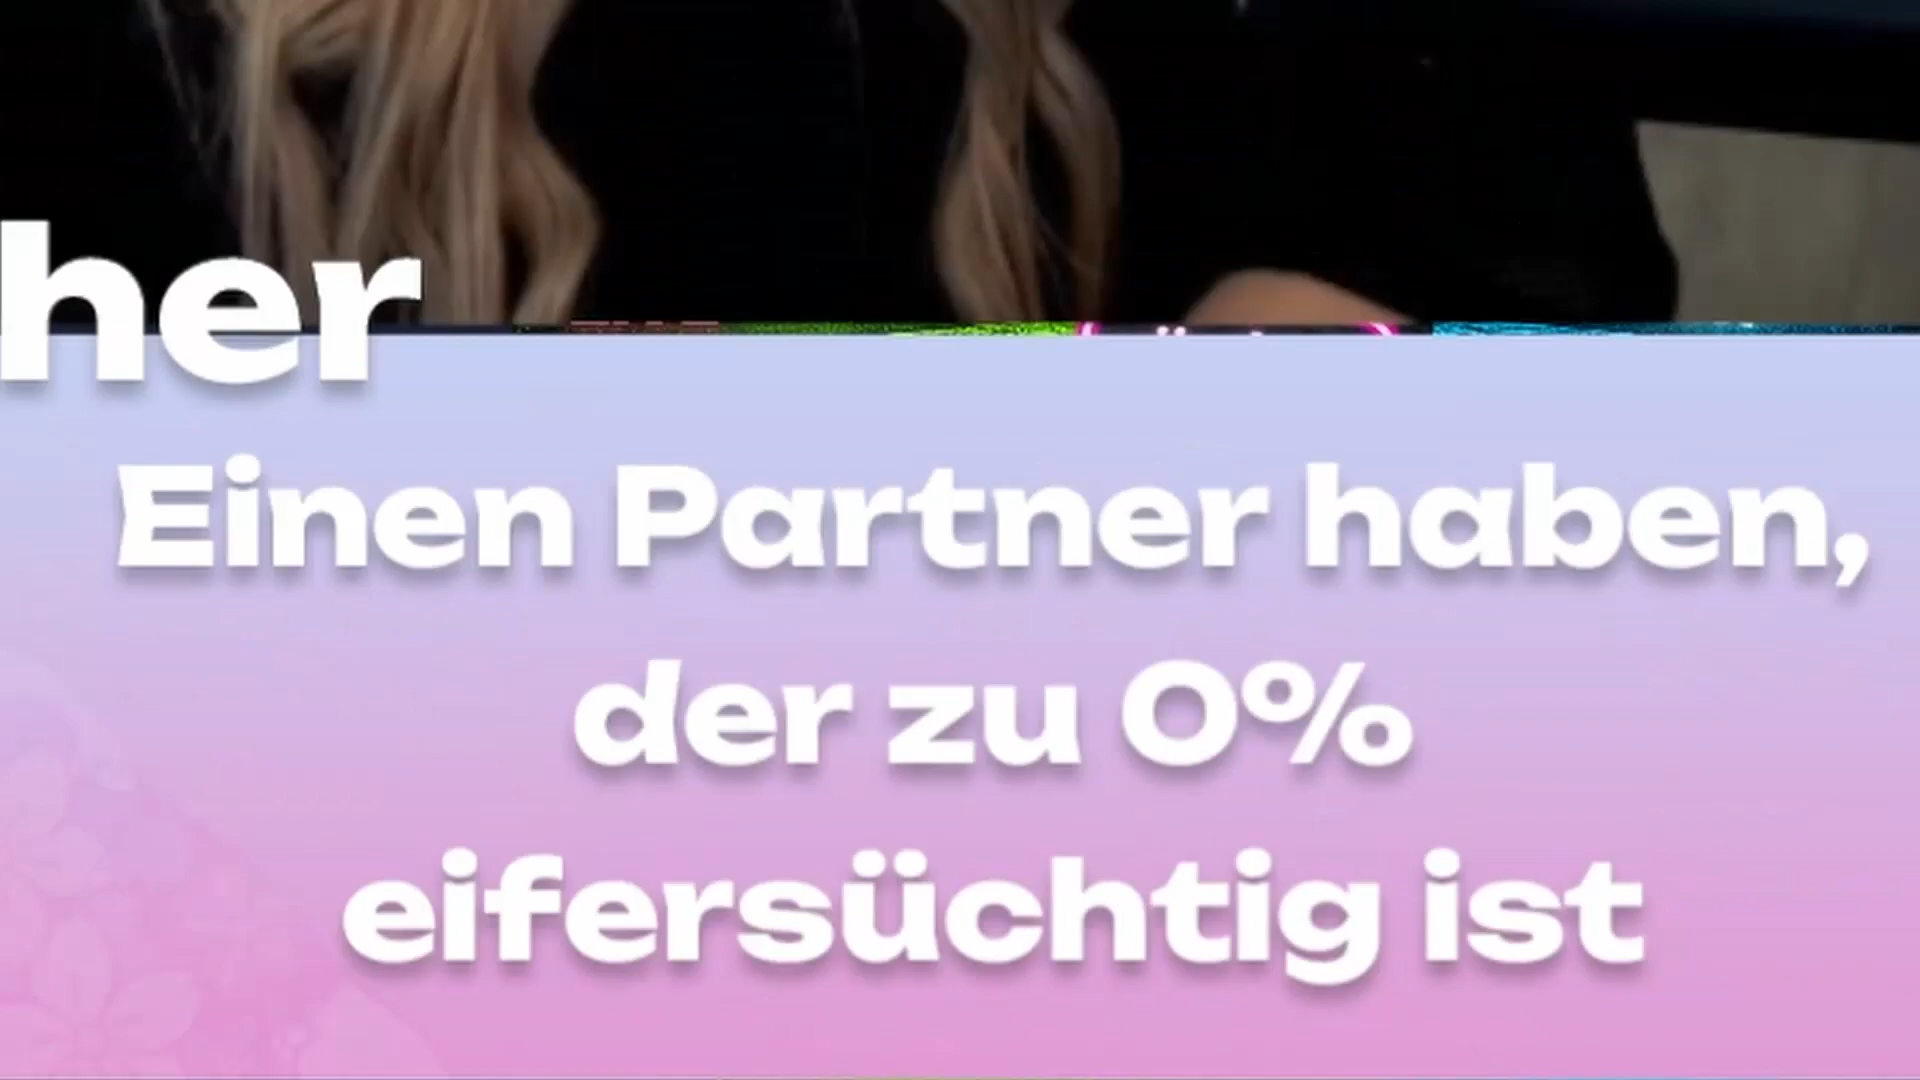 her
Einen Partner haben,
der zu 0%
eifersüchtig ist